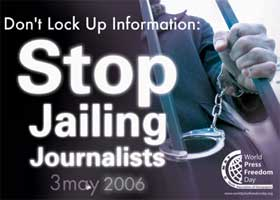 Don't Lock Up Information:
Stop
Jailing
Journalists
3may 2006
World
Press
Freedom
Day